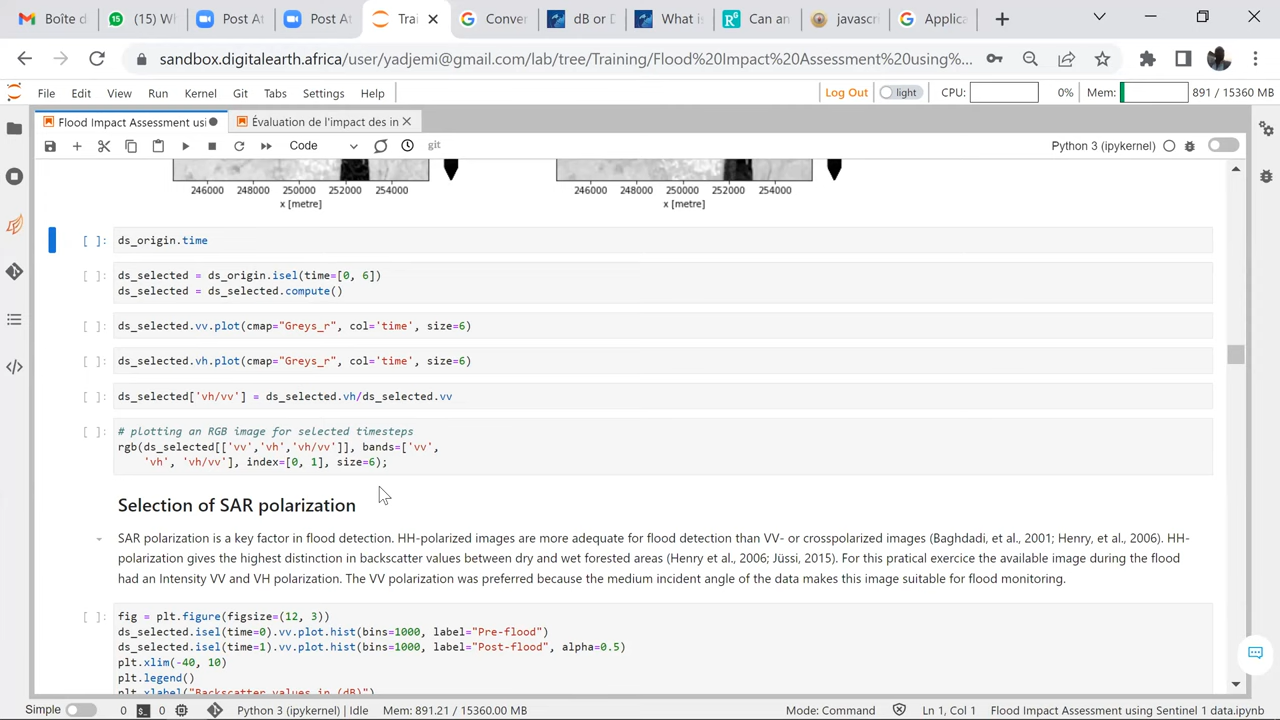 Boîte d
(15) Wh
Post At
Post At
Trai
Conver
dB or D
What is
Can an
javascr
Applica
sandbox.digitalearth.africa/user/yadjemi@gmail.com/lab/tree/Training/Flood%20Impact%20Assessment%20using%...
File Edit View Run Kernel Git Tabs Settings Help
Log Out light CPU: 0% Mem: 891 / 15360 MB
Flood Impact Assessment usi
Évaluation de l'impact des in
Code
git
Python 3 (ipykernel)
246000 248000 250000 252000 254000
246000 248000 250000 252000 254000
x [metre]
x [metre]
[ ]: ds_origin.time
[ ]: ds_selected = ds_origin.isel(time=[0, 6])
ds_selected = ds_selected.compute()
[ ]: ds_selected.vv.plot(cmap="Greys_r", col='time', size=6)
[ ]: ds_selected.vh.plot(cmap="Greys_r", col='time', size=6)
[ ]: ds_selected['vh/vv'] = ds_selected.vh/ds_selected.vv
[ ]: # plotting an RGB image for selected timesteps
rgb(ds_selected[['vv','vh','vh/vv']], bands=['vv',
'vh', 'vh/vv'], index=[0, 1], size=6);
Selection of SAR polarization
SAR polarization is a key factor in flood detection. HH-polarized images are more adequate for flood detection than VV- or crosspolarized images (Baghdadi, et al., 2001; Henry, et al., 2006). HH-
polarization gives the highest distinction in backscatter values between dry and wet forested areas (Henry et al., 2006; Jüssi, 2015). For this pratical exercice the available image during the flood
had an Intensity VV and VH polarization. The VV polarization was preferred because the medium incident angle of the data makes this image suitable for flood monitoring.
[ ]: fig = plt.figure(figsize=(12, 3))
ds_selected.isel(time=0).vv.plot.hist(bins=1000, label="Pre-flood")
ds_selected.isel(time=1).vv.plot.hist(bins=1000, label="Post-flood", alpha=0.5)
plt.xlim(-40, 10)
plt.legend()
plt.xlabel("Backscatter values in (dB)")
Simple 0 0 Python 3 (ipykernel) | Idle Mem: 891.21 / 15360.00 MB Mode: Command Ln 1, Col 1 Flood Impact Assessment using Sentinel 1 data.ipynb